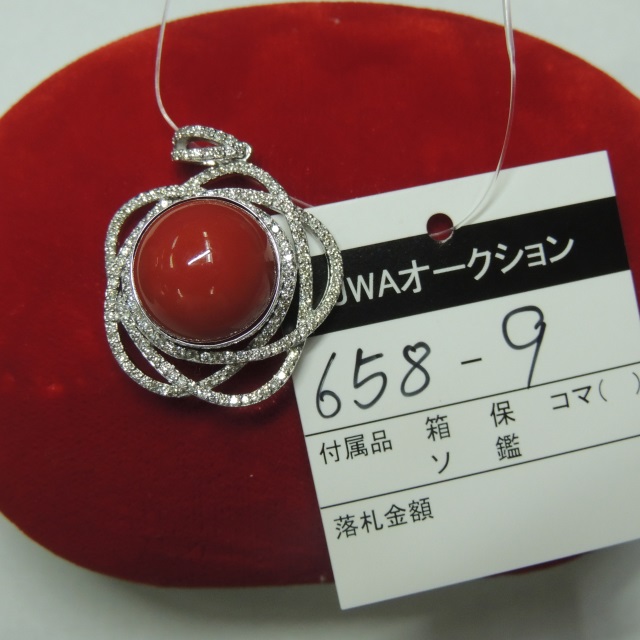 WAオークション
658-9
付属品 箱 保 コマ( )
ソ 鑑
落札金額